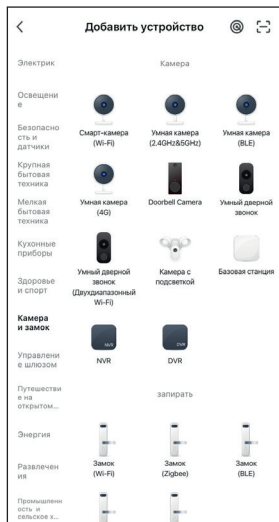 Добавить устройство
Электрик
Освещени
е
Безопасно
сть и
датчики
Крупная
бытовая
техника
Мелкая
бытовая
техника
Кухонные
приборы
Здоровье
и спорт
Камера
и замок
Управлени
е шлюзом
Путешестви
е на
открытом...
Энергия
Развлечен
ия
Промышленн
ость и
сельское х...
Камера
Смарт-камера
(Wi-Fi)
Умная камера
(2.4GHz&5GHz)
Умная камера
(BLE)
Умная камера
(4G)
Doorbell Camera
Умный дверной
звонок
Умный дверной
звонок
(Двухдиапазонный
Wi-Fi)
Камера с
подсветкой
Базовая станция
NVR
NVR
DVR
DVR
запирать
Замок
(Wi-Fi)
Замок
(Zigbee)
Замок
(BLE)